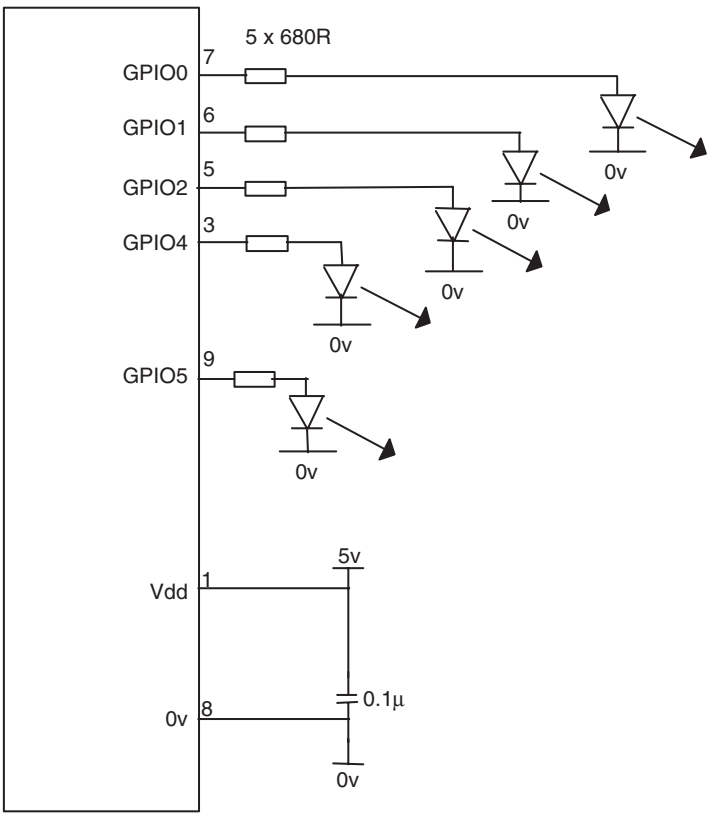 5 x 680R
GPIO0 7
0v
GPIO1 6
0v
GPIO2 5
0v
GPIO4 3
0v
GPIO5 9
0v
5v
Vdd 1
0.1µ
0v 8
0v